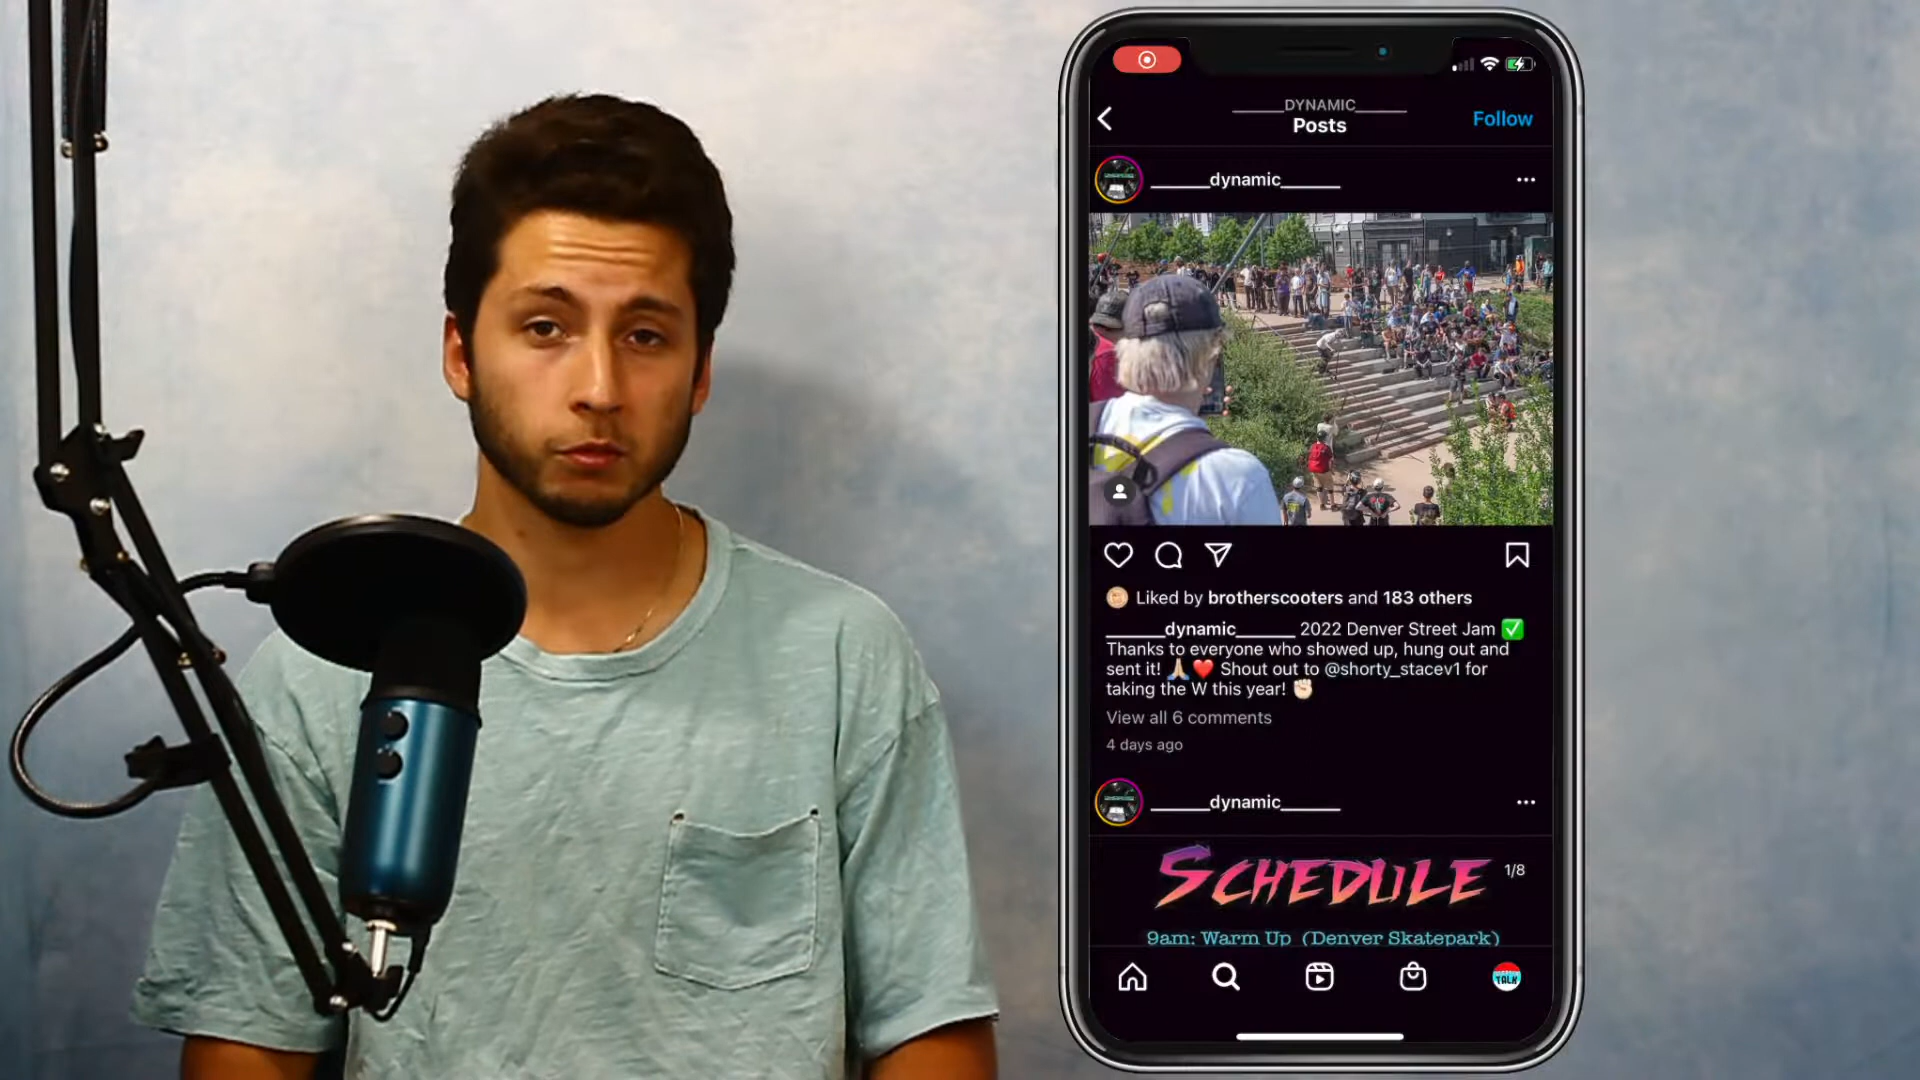 ______DYNAMIC______
Posts
Follow
______dynamic______
Liked by brotherscooters and 183 others
______dynamic______ 2022 Denver Street Jam ✅
Thanks to everyone who showed up, hung out and
sent it! 🙏🏼❤️ Shout out to @shorty_stacev1 for
taking the W this year! ✊🏻
View all 6 comments
4 days ago
______dynamic______
SCHEDULE
1/8
9am: Warm Up (Denver Skatepark)
TALK